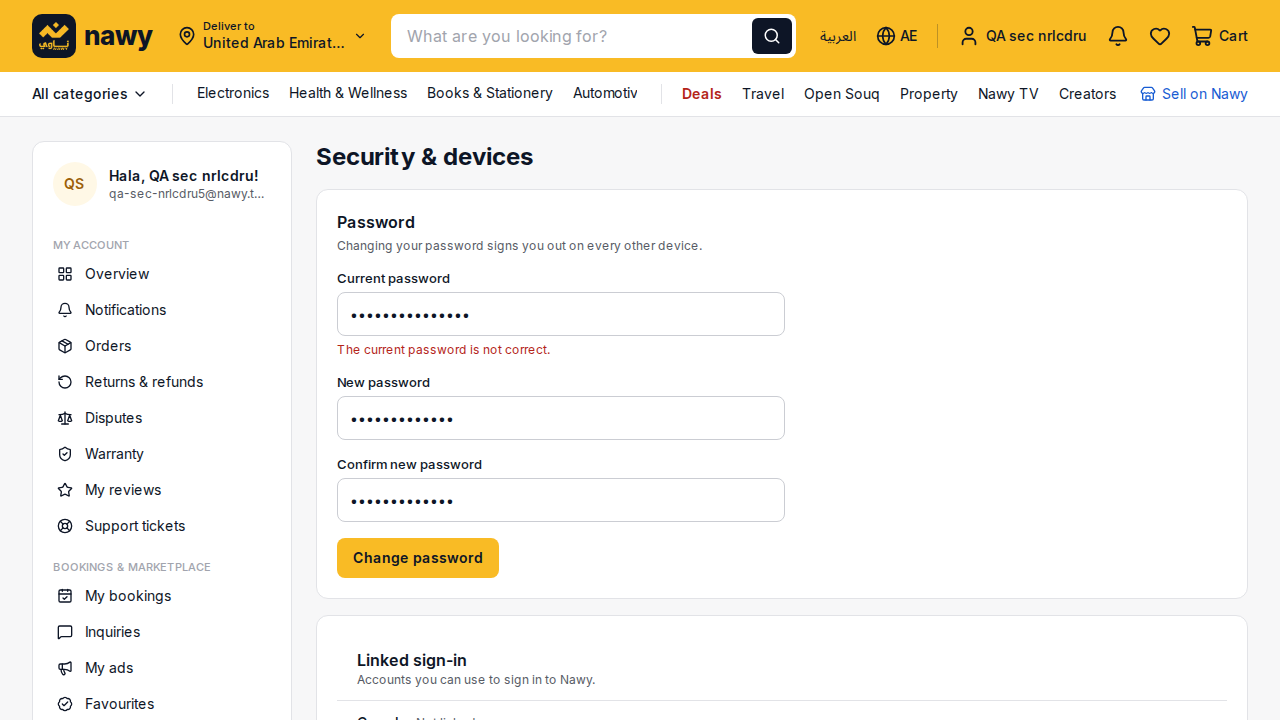 نـاوي
nawy
Deliver to
United Arab Emirat...
What are you looking for?
العربية
AE
QA sec nrlcdru
Cart
All categories
Electronics
Health & Wellness
Books & Stationery
Automotiv
Deals
Travel
Open Souq
Property
Nawy TV
Creators
Sell on Nawy
QS
Hala, QA sec nrlcdru!
qa-sec-nrlcdru5@nawy.t...
MY ACCOUNT
Overview
Notifications
Orders
Returns & refunds
Disputes
Warranty
My reviews
Support tickets
BOOKINGS & MARKETPLACE
My bookings
Inquiries
My ads
Favourites
Security & devices
Password
Changing your password signs you out on every other device.
Current password
•••••••••••••••
The current password is not correct.
New password
•••••••••••••
Confirm new password
•••••••••••••
Change password
Linked sign-in
Accounts you can use to sign in to Nawy.